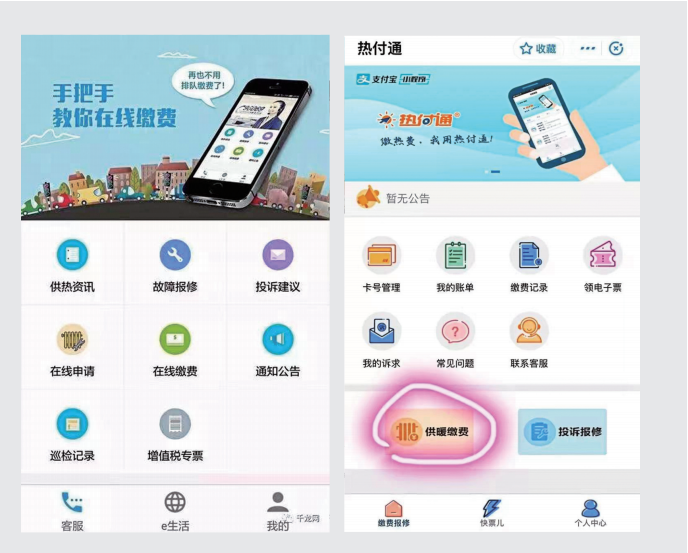 手把手
教你在线缴费
再也不用
排队缴费了!
供热资讯
故障报修
投诉建议
在线申请
在线缴费
通知公告
巡检记录
增值税专票
客服
e生活
我的
千龙网
热付通
收藏
支付宝 小程序
热付通
缴热费,我用热付通!
暂无公告
卡号管理
我的账单
缴费记录
领电子票
我的诉求
常见问题
联系客服
供暖缴费
投诉报修
缴费报修
快票儿
个人中心